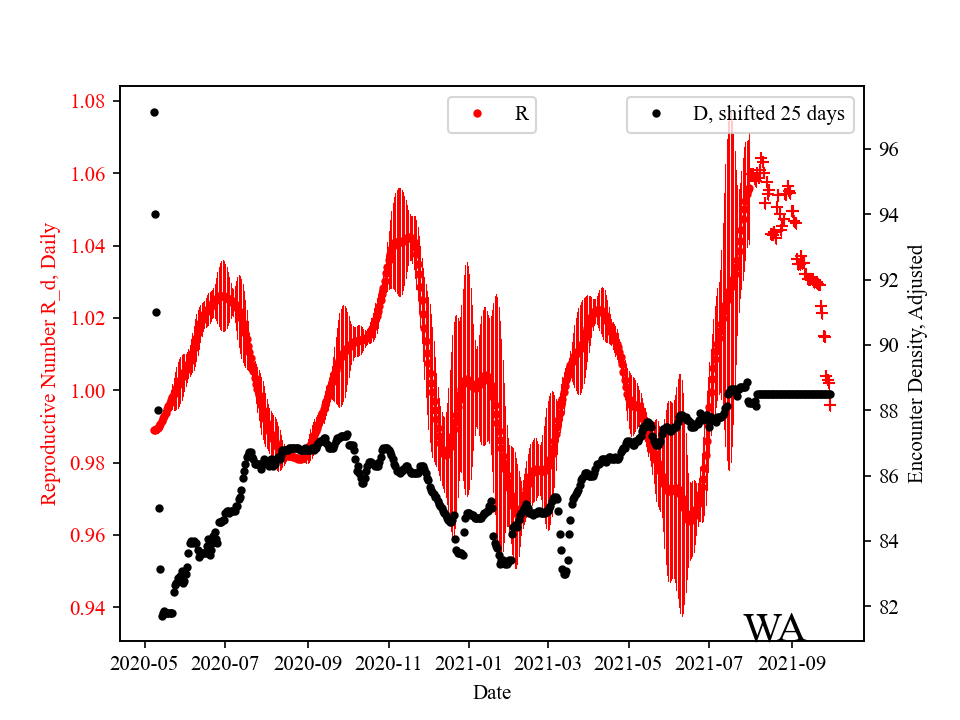 R
D, shifted 25 days
1.08
1.06
1.04
1.02
1.00
0.98
0.96
0.94
Reproductive Number R_d, Daily
96
94
92
90
88
86
84
82
Encounter Density, Adjusted
WA
2020-05 2020-07 2020-09 2020-11 2021-01 2021-03 2021-05 2021-07 2021-09
Date